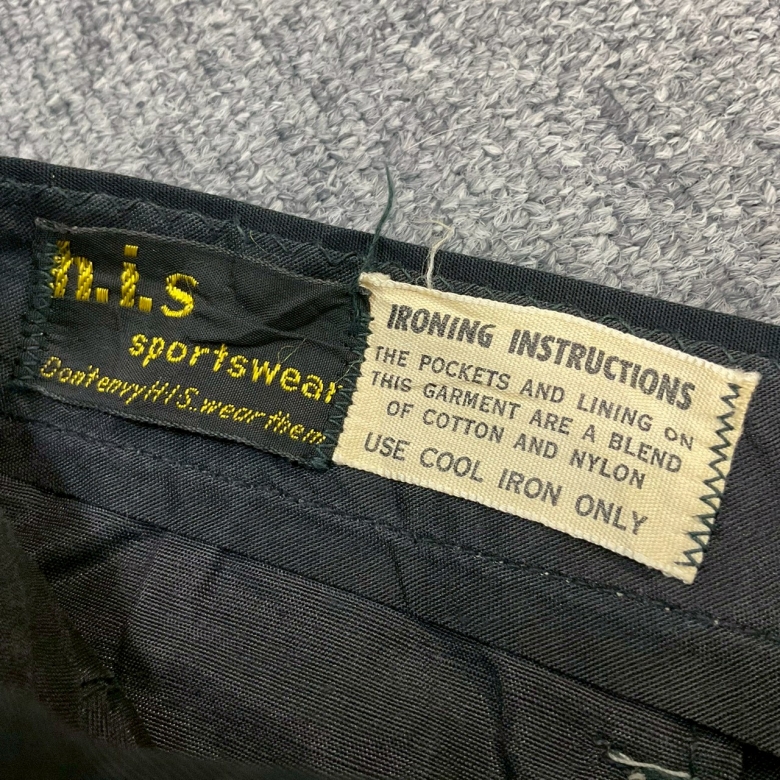 h.i.s
sportswear
Don't envy H.I.S. wear them
IRONING INSTRUCTIONS
THE POCKETS AND LINING ON
THIS GARMENT ARE A BLEND
OF COTTON AND NYLON
USE COOL IRON ONLY